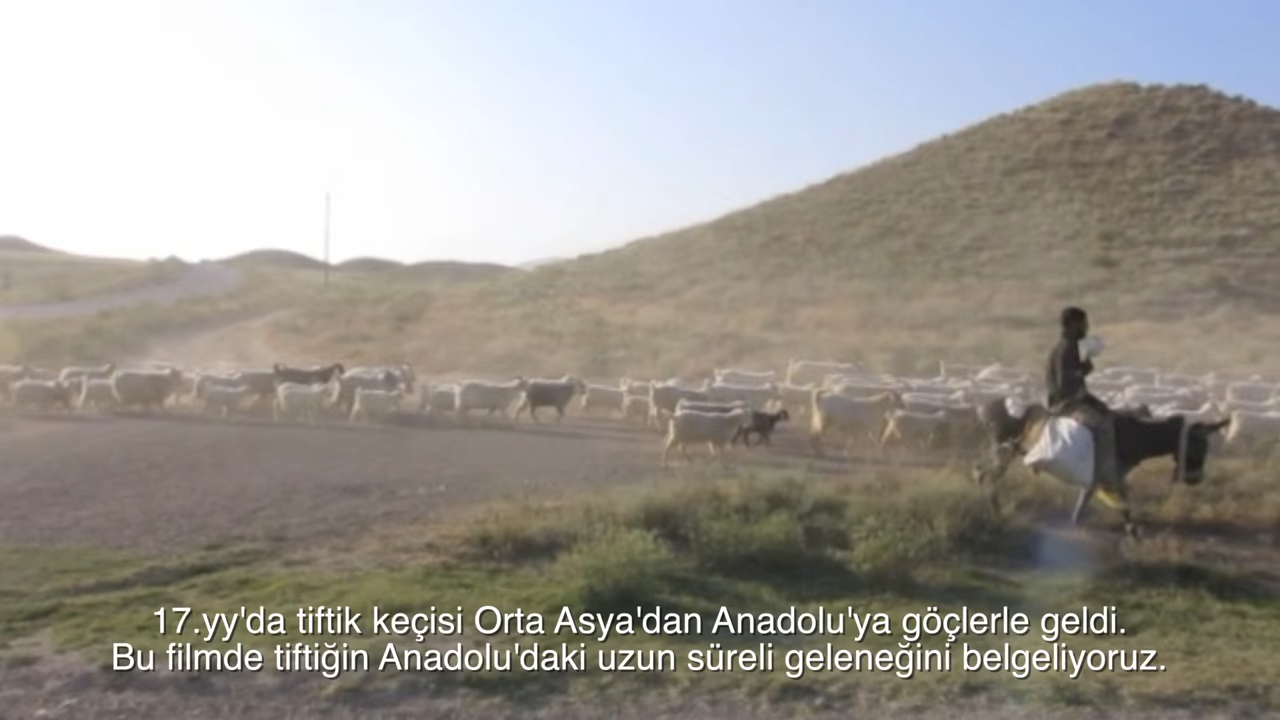 17.yy'da tiftik keçisi Orta Asya'dan Anadolu'ya göçlerle geldi.
Bu filmde tiftiğin Anadolu'daki uzun süreli geleneğini belgeliyoruz.